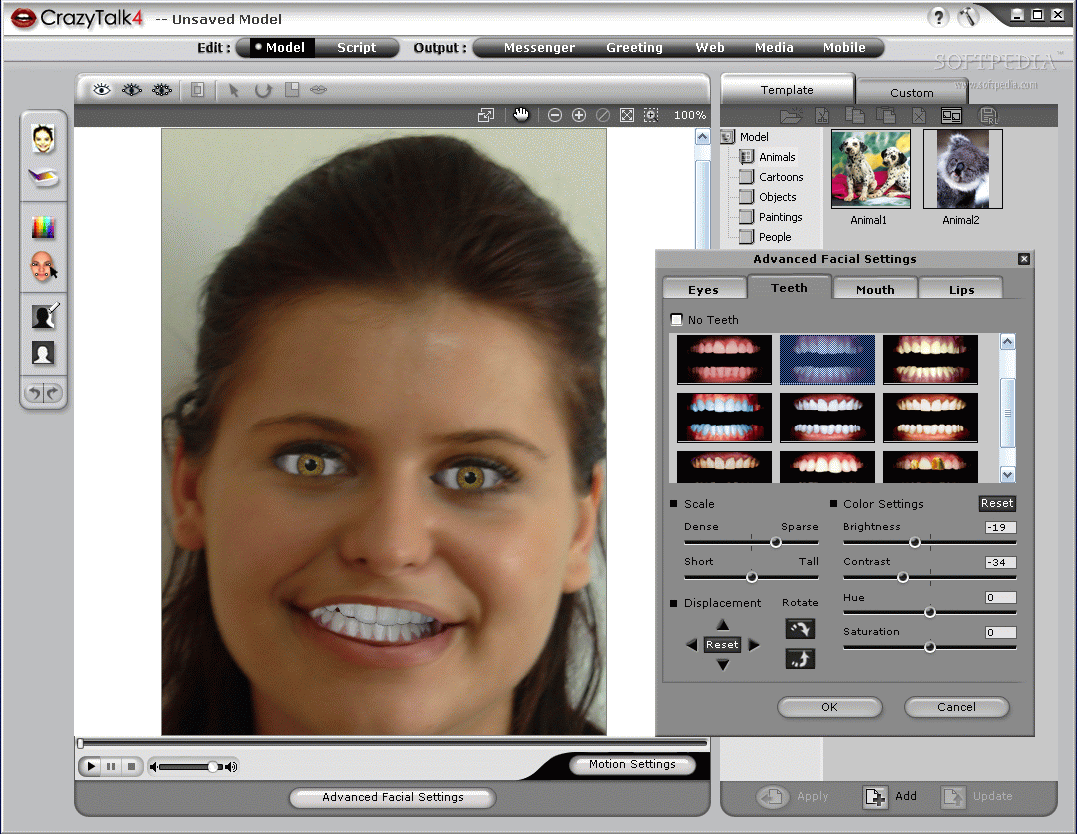 CrazyTalk4 -- Unsaved Model
?
Edit : Model Script Output : Messenger Greeting Web Media Mobile
SOFTPEDIA™
www.softpedia.com
Template Custom
100%
Model
Animals
Cartoons
Objects
Paintings
People
Animal1 Animal2
Advanced Facial Settings
Eyes Teeth Mouth Lips
No Teeth
Scale Color Settings Reset
Dense Sparse Brightness -19
Short Tall Contrast -34
Displacement Rotate Hue 0
Reset Saturation 0
OK Cancel
Motion Settings
Advanced Facial Settings
Apply Add Update